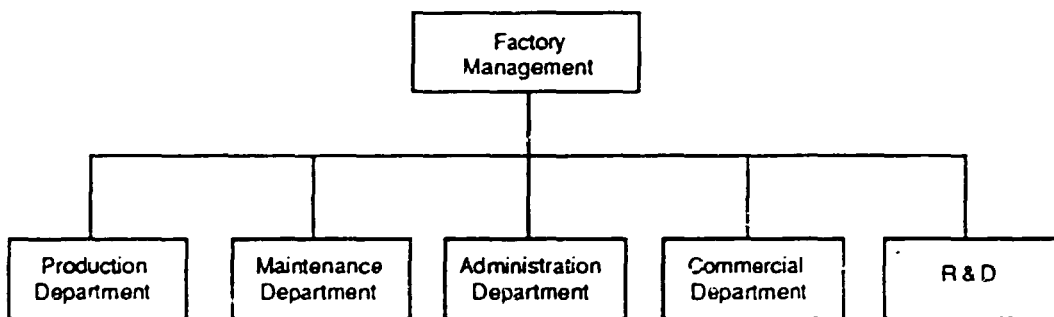 Factory
Management
Production
Department
Maintenance
Department
Administration
Department
Commercial
Department
R & D